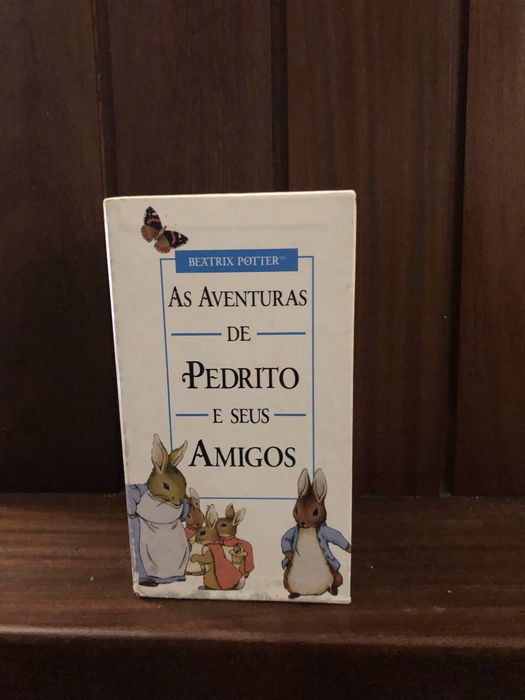 BEATRIX POTTER™
AS AVENTURAS
DE
PEDRITO
E SEUS
AMIGOS